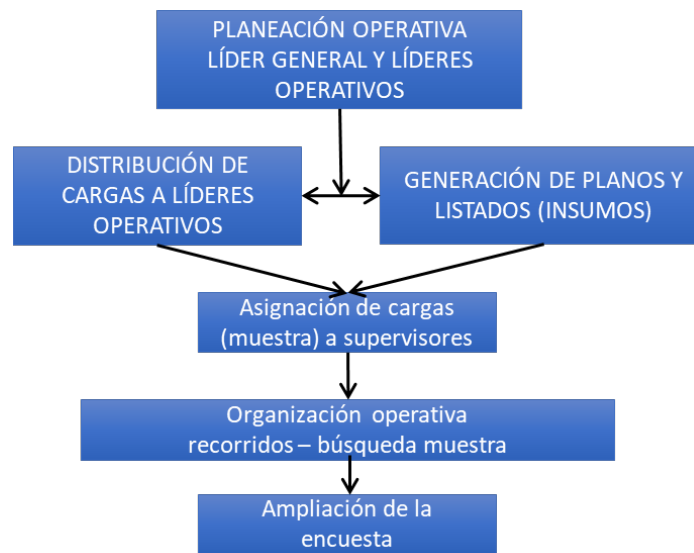 PLANEACIÓN OPERATIVA
LÍDER GENERAL Y LÍDERES
OPERATIVOS
DISTRIBUCIÓN DE
CARGAS A LÍDERES
OPERATIVOS
GENERACIÓN DE PLANOS Y
LISTADOS (INSUMOS)
Asignación de cargas
(muestra) a supervisores
Organización operativa
recorridos – búsqueda muestra
Ampliación de la
encuesta